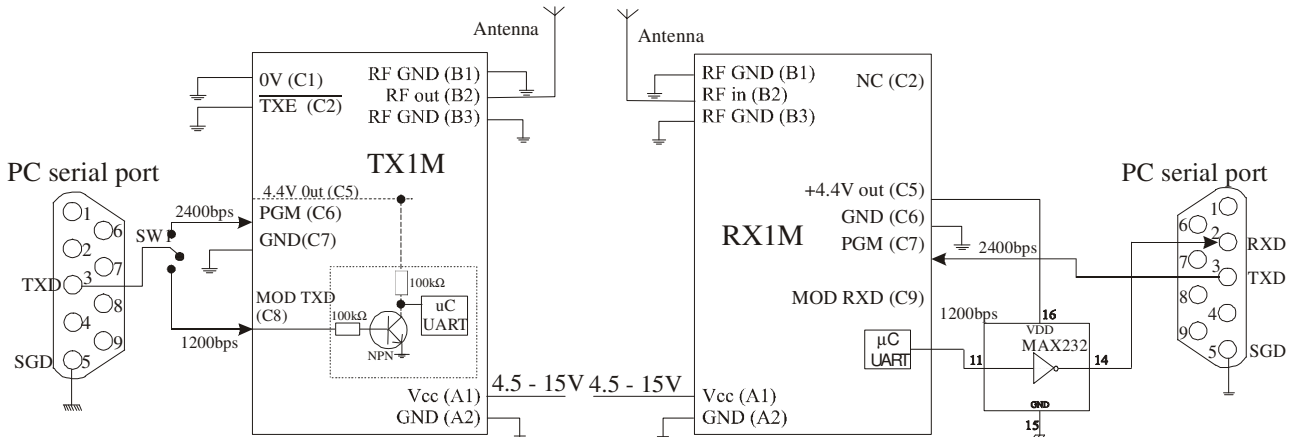 Antenna
Antenna
0V (C1)
TXE (C2)
RF GND (B1)
RF out (B2)
RF GND (B3)
TX1M
RF GND (B1)
RF in (B2)
RF GND (B3)
NC (C2)
PC serial port
1
2
3
4
5
6
7
8
9
TXD
SGD
SW1
2400bps
1200bps
4.4V 0ut (C5)
PGM (C6)
GND(C7)
MOD TXD
(C8)
100kΩ
100kΩ
NPN
uC
UART
Vcc (A1)
GND (A2)
4.5 - 15V
4.5 - 15V
RX1M
+4.4V out (C5)
GND (C6)
PGM (C7)
2400bps
MOD RXD (C9)
1200bps
µC
UART
Vcc (A1)
GND (A2)
11
16
VDD
MAX232
14
GND
15
PC serial port
1
2
3
4
5
6
7
8
9
RXD
TXD
SGD